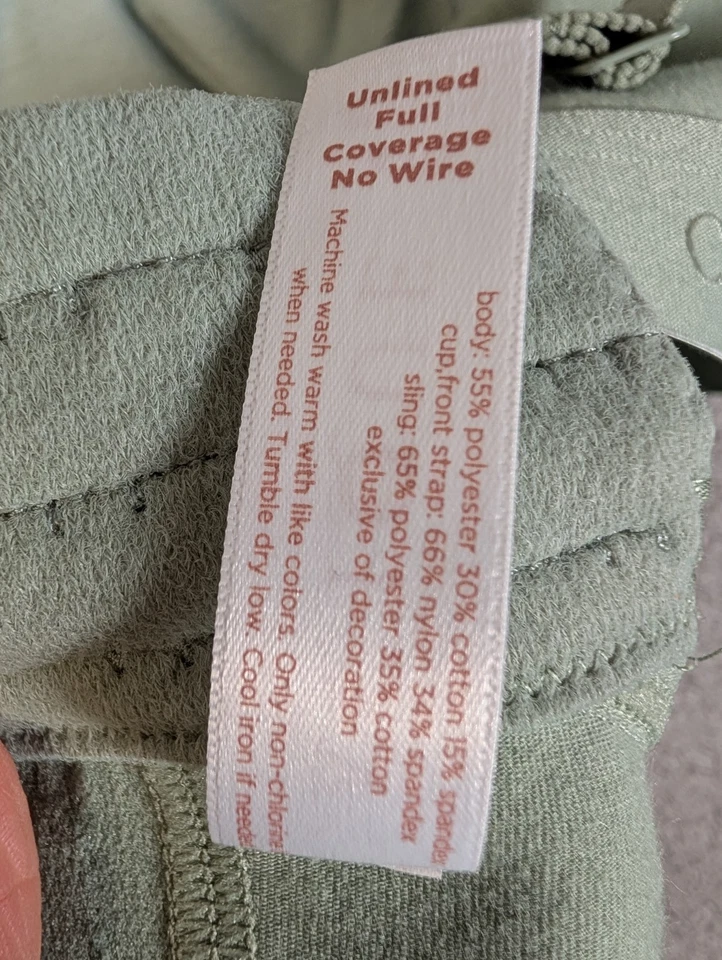 Unlined
Full
Coverage
No Wire
body: 55% polyester 30% cotton 15% spandex
cup,front strap: 66% nylon 34% spandex
sling: 65% polyester 35% cotton
exclusive of decoration
Machine wash warm with like colors. Only non-chlorine
when needed. Tumble dry low. Cool iron if